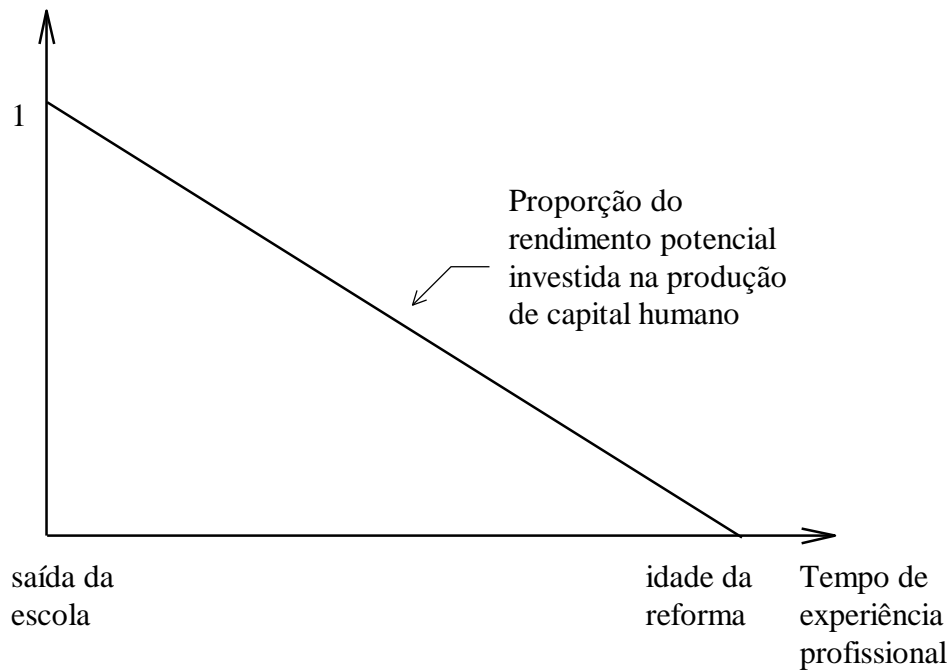 1
Proporção do
rendimento potencial
investida na produção
de capital humano
saída da
escola
idade da
reforma
Tempo de
experiência
profissional